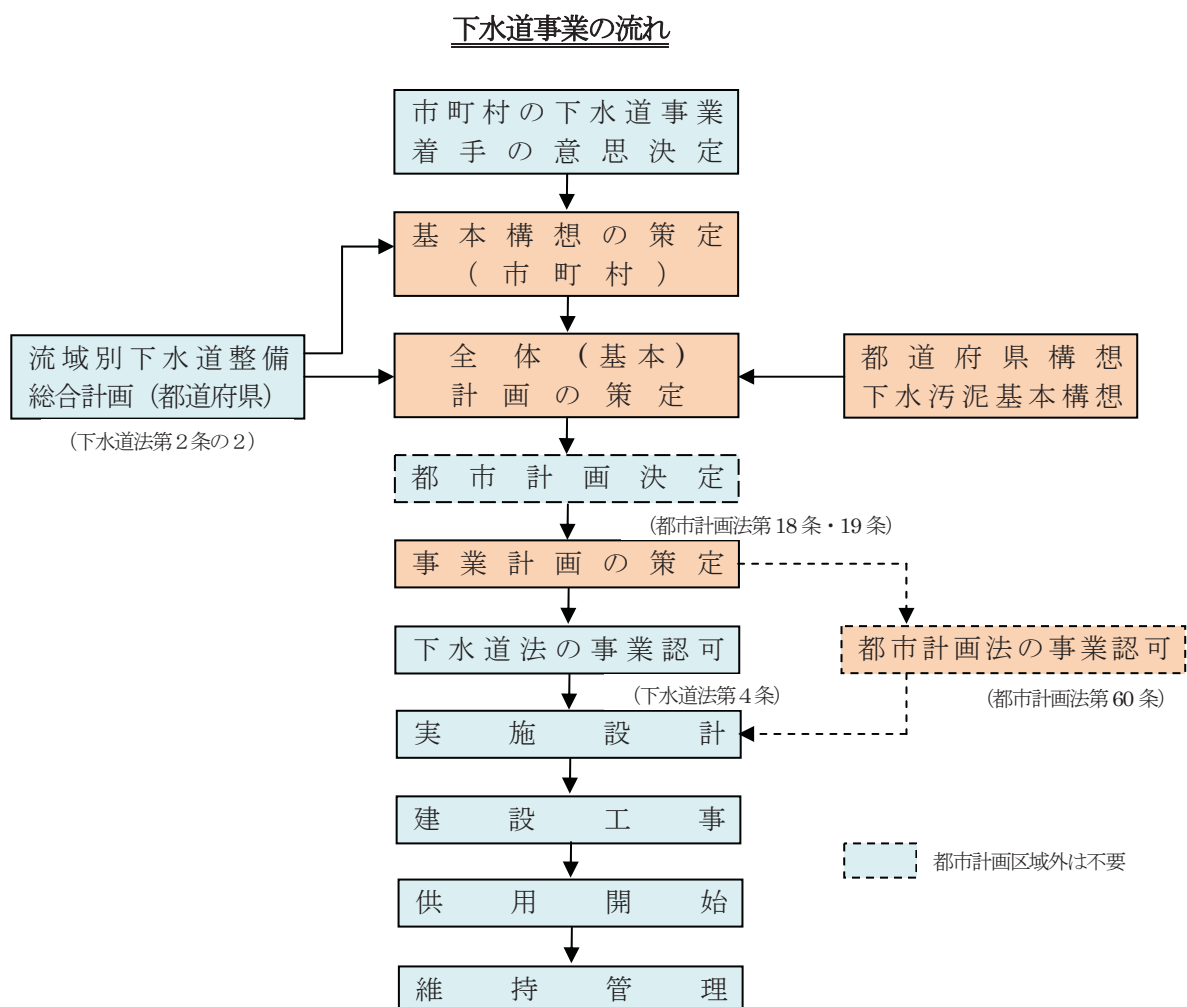 下水道事業の流れ
市町村の下水道事業
着手の意思決定
基本構想の策定
(市町村)
流域別下水道整備
総合計画(都道府県)
(下水道法第2条の2)
全体(基本)
計画の策定
都道府県構想
下水汚泥基本構想
都市計画決定
(都市計画法第18条・19条)
事業計画の策定
下水道法の事業認可
(下水道法第4条)
都市計画法の事業認可
(都市計画法第60条)
実施設計
建設工事
都市計画区域外は不要
供用開始
維持管理